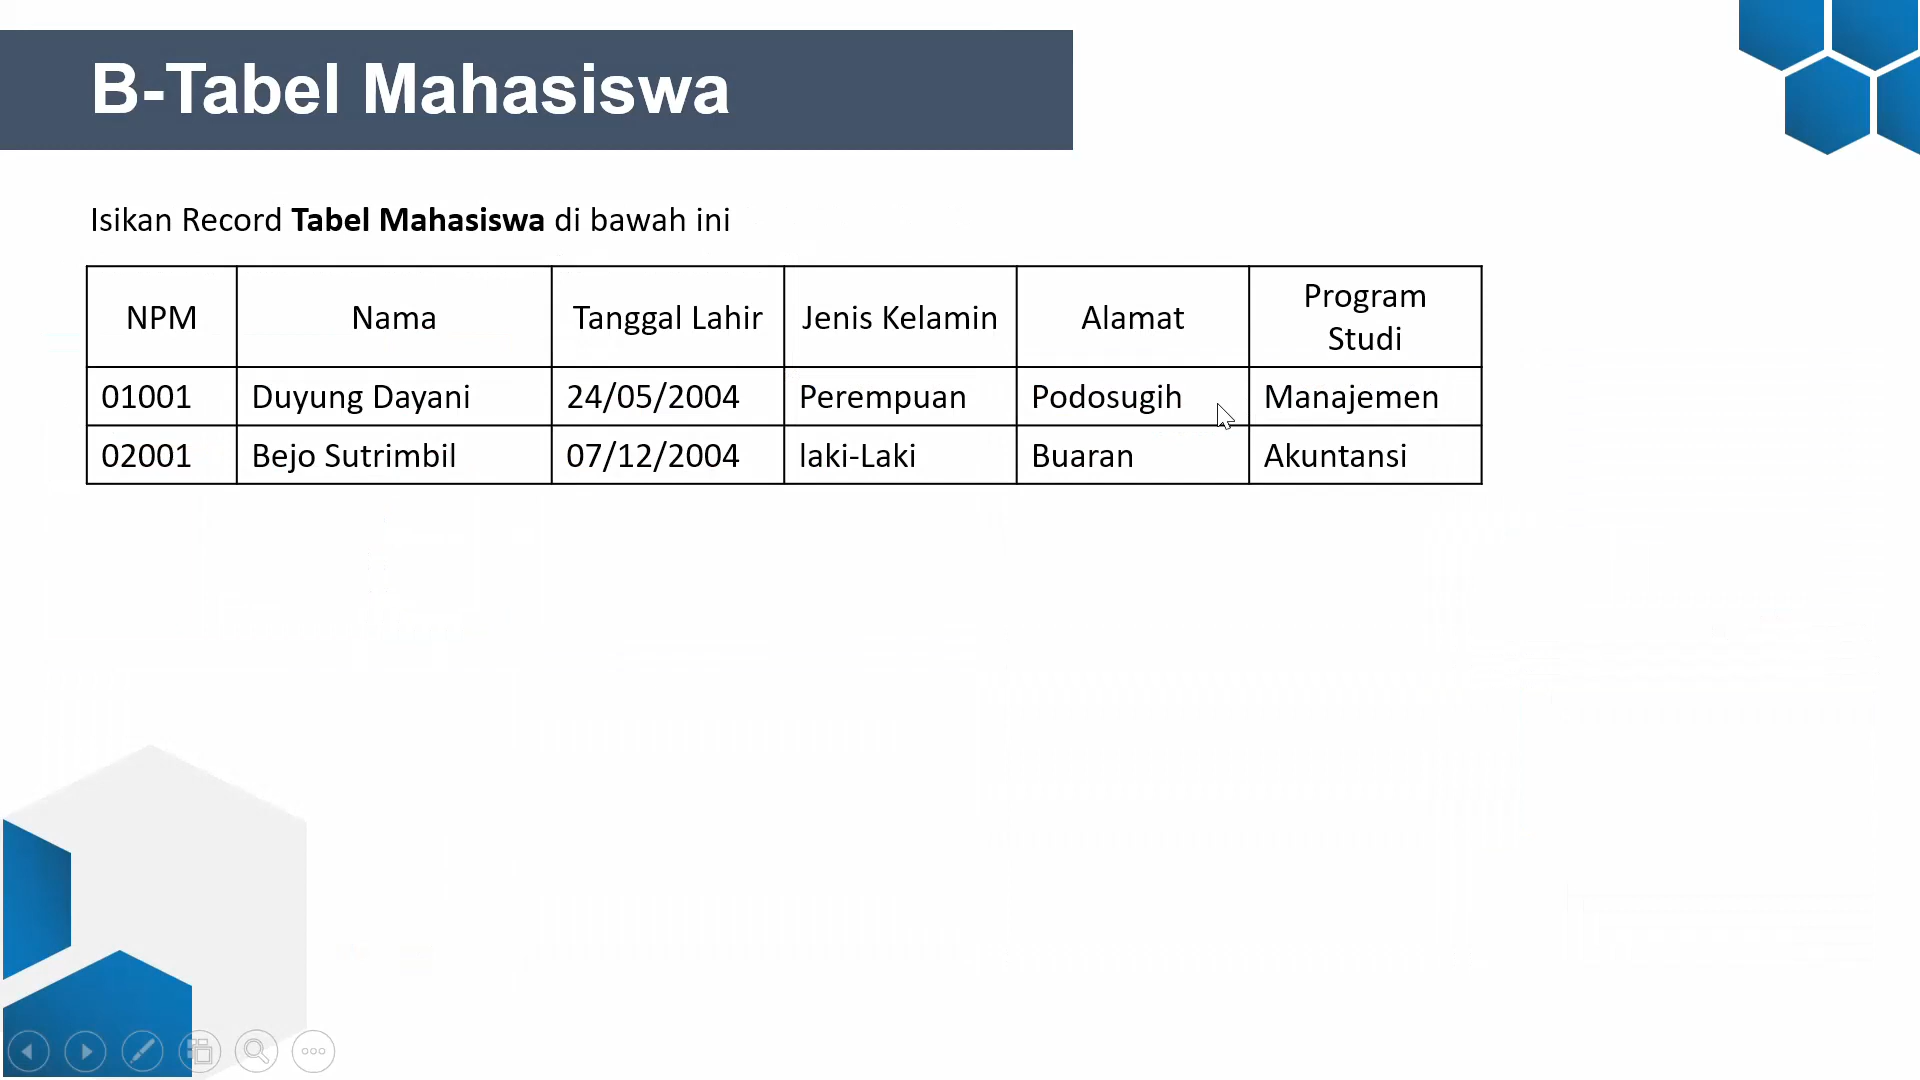 B-Tabel Mahasiswa
Isikan Record Tabel Mahasiswa di bawah ini
NPM Nama Tanggal Lahir Jenis Kelamin Alamat Program Studi
01001 Duyung Dayani 24/05/2004 Perempuan Podosugih Manajemen
02001 Bejo Sutrimbil 07/12/2004 laki-Laki Buaran Akuntansi